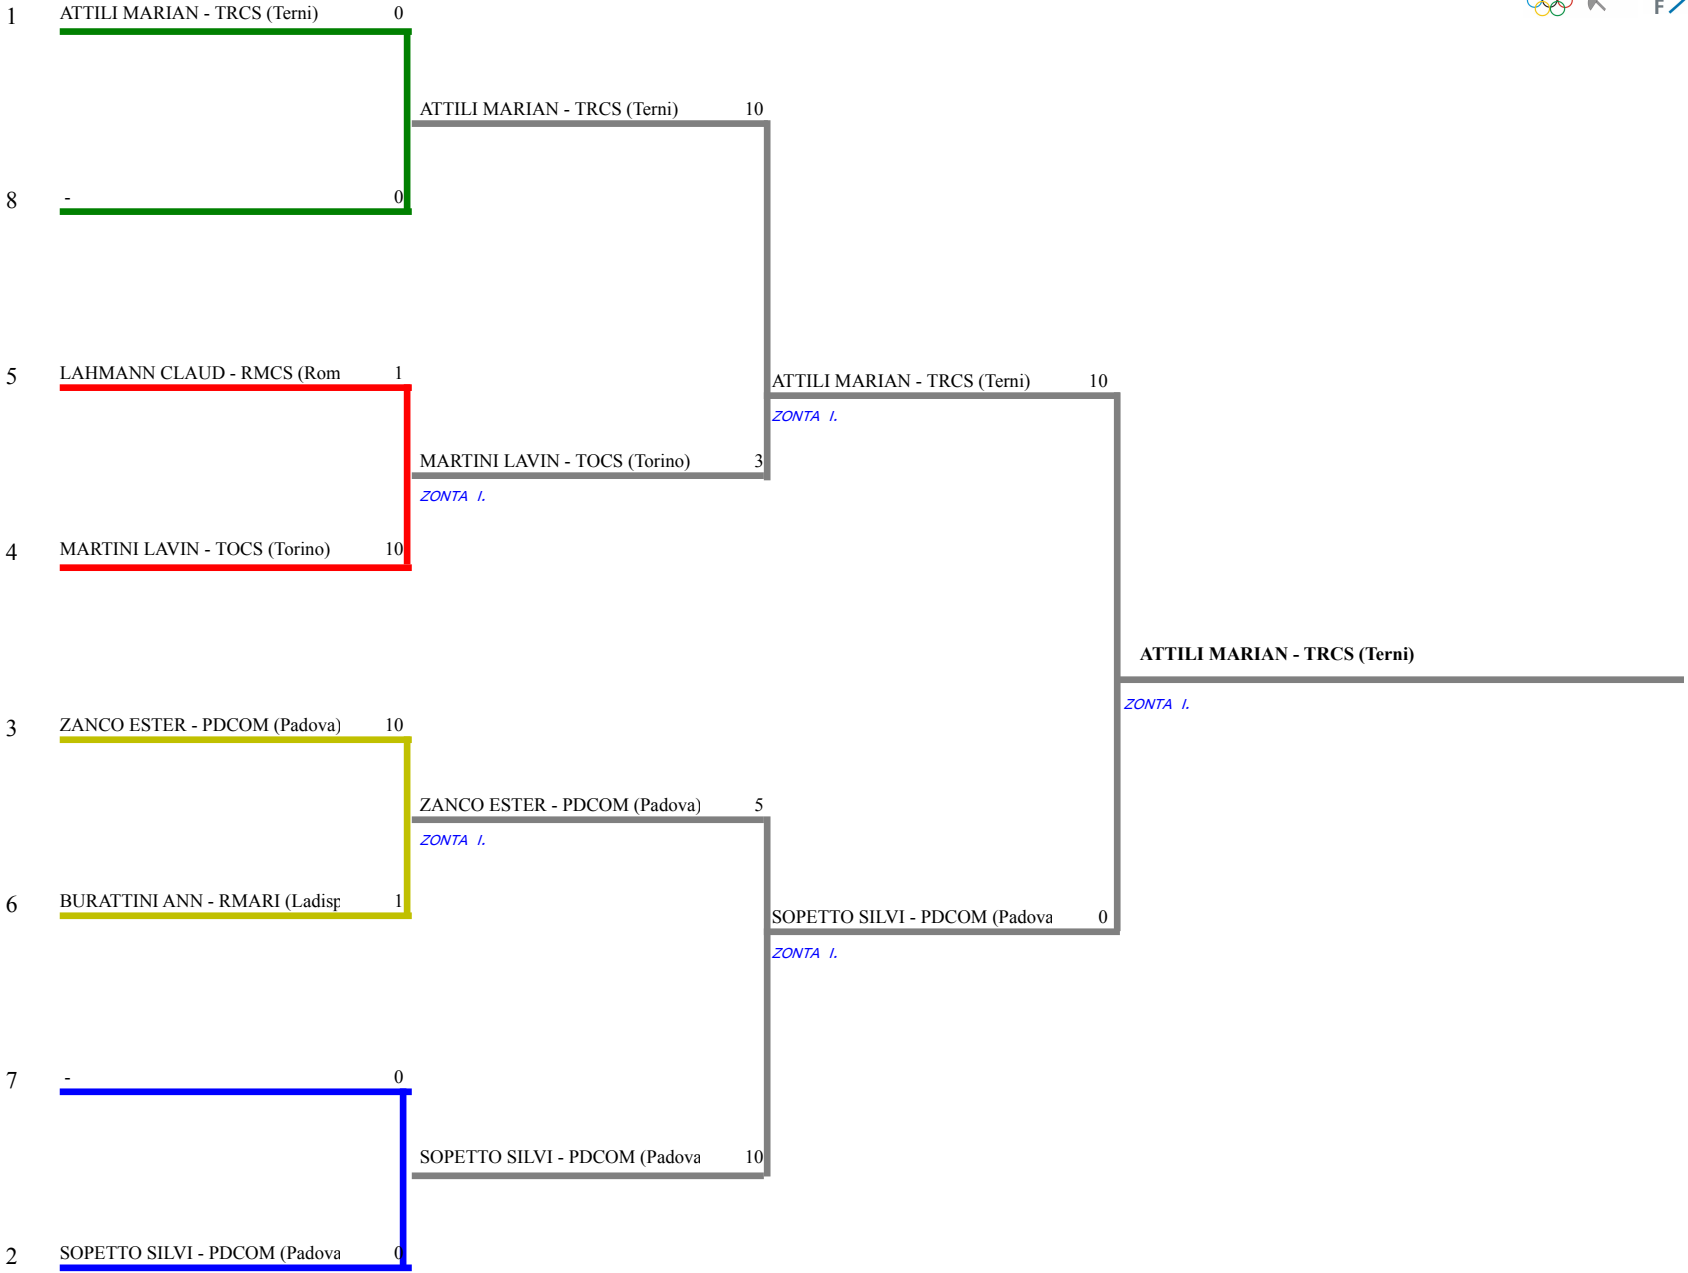 1 ATTILI MARIAN - TRCS (Terni) 0
F
ATTILI MARIAN - TRCS (Terni) 10
8 - 0
5 LAHMANN CLAUD - RMCS (Rom 1
ATTILI MARIAN - TRCS (Terni) 10
ZONTA I.
MARTINI LAVIN - TOCS (Torino) 3
ZONTA I.
4 MARTINI LAVIN - TOCS (Torino) 10
ATTILI MARIAN - TRCS (Terni)
ZONTA I.
3 ZANCO ESTER - PDCOM (Padova) 10
ZANCO ESTER - PDCOM (Padova) 5
ZONTA I.
6 BURATTINI ANN - RMARI (Ladisp 1
SOPETTO SILVI - PDCOM (Padova 0
ZONTA I.
7 - 0
SOPETTO SILVI - PDCOM (Padova 10
2 SOPETTO SILVI - PDCOM (Padova 0